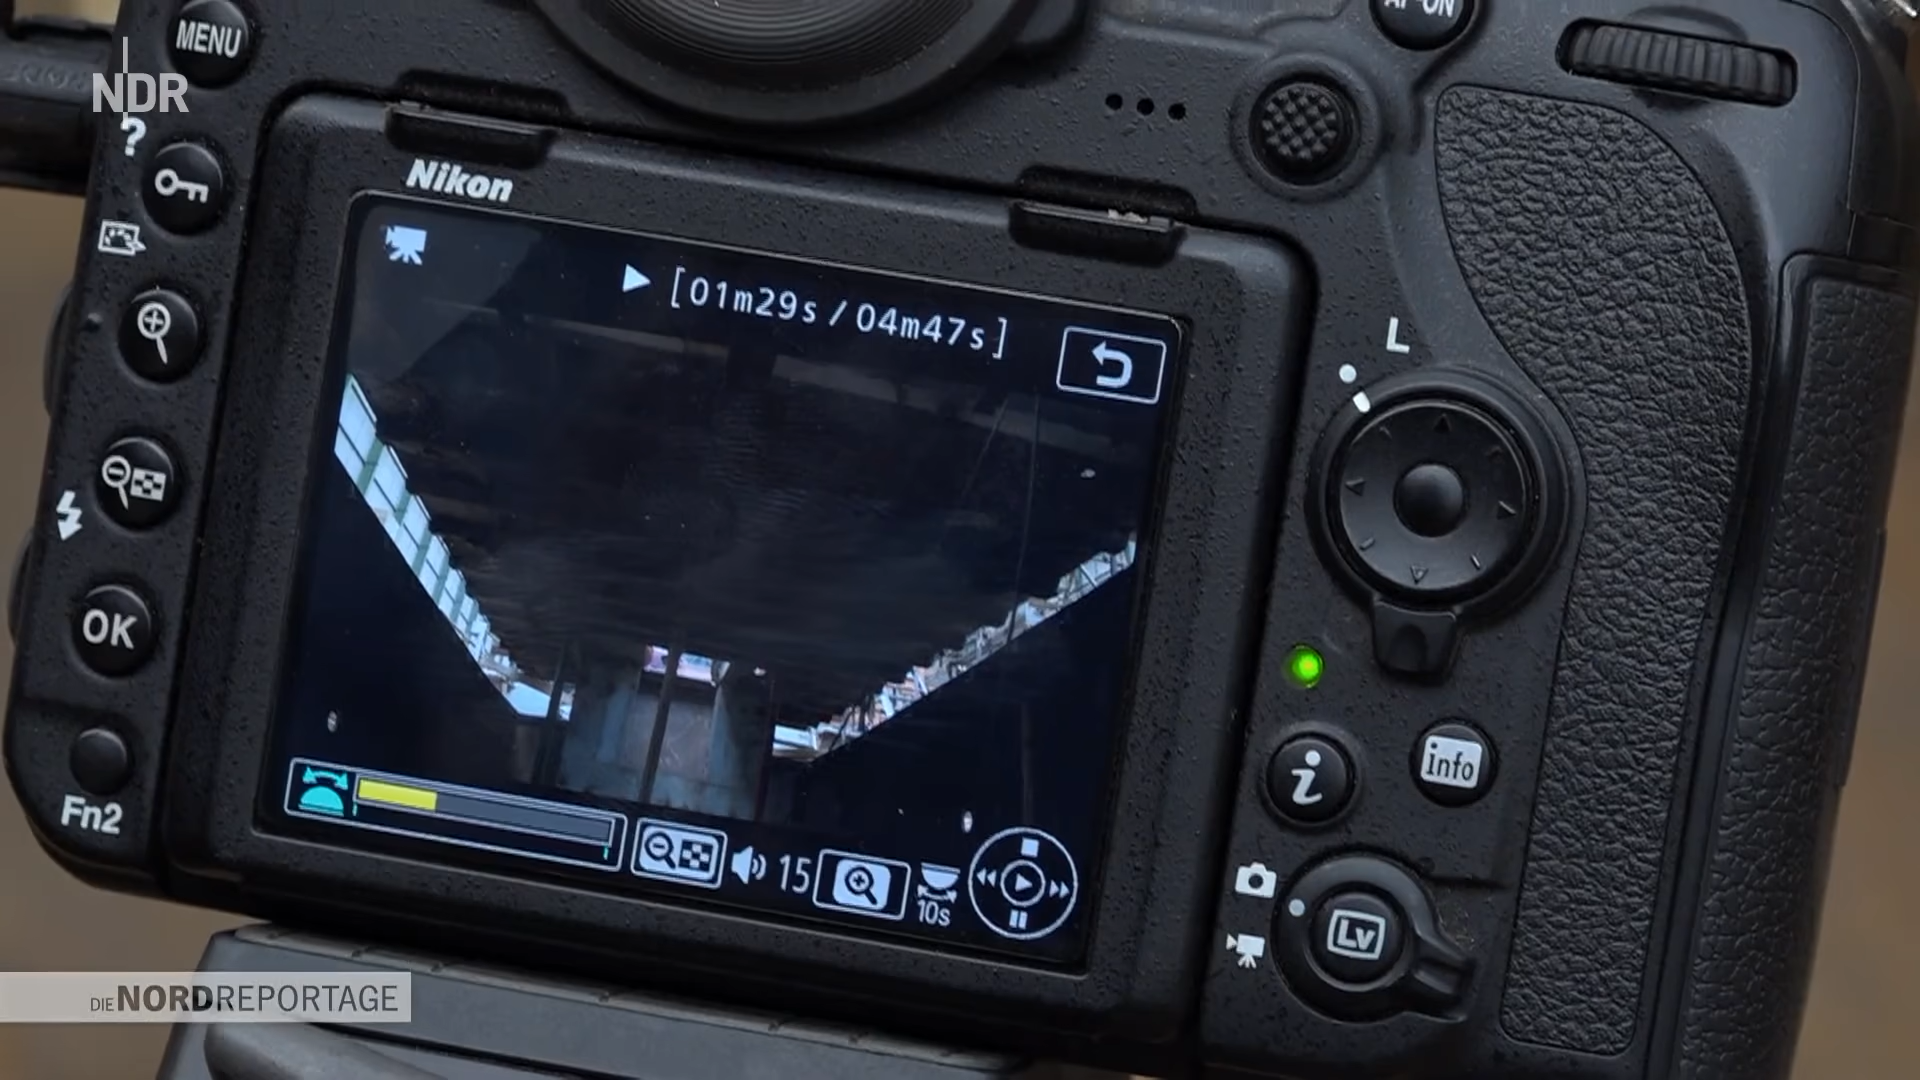 MENU
AF-ON
NDR
?
Nikon
[01m29s / 04m47s]
L
OK
i
info
Fn2
15
10s
Lv
DIE NORDREPORTAGE